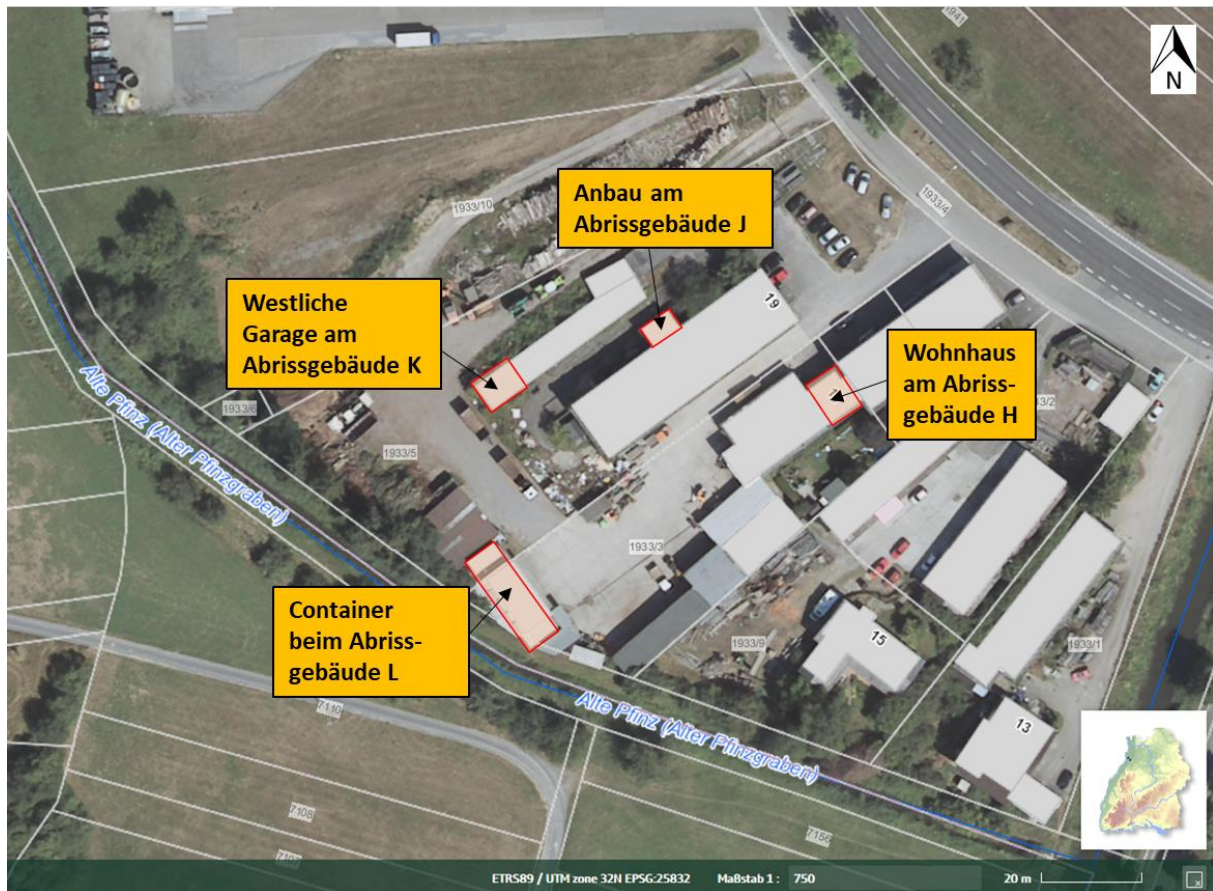 1941
N
1933/4
1933/10
Anbau am
Abrissgebäude J
Westliche
Garage am
Abrissgebäude K
19
Wohnhaus
am Abriss-
gebäude H
1933/6
1933/5
Alte Pfinz (Alter Pfinzgraben)
1933/3
Container
beim Abriss-
gebäude L
1933/9
15
1933/1
13
7110
Alte Pfinz (Alter Pfinzgraben)
7108
7156
ETRS89 / UTM zone 32N EPSG:25832 Maßstab 1 : 750 20 m